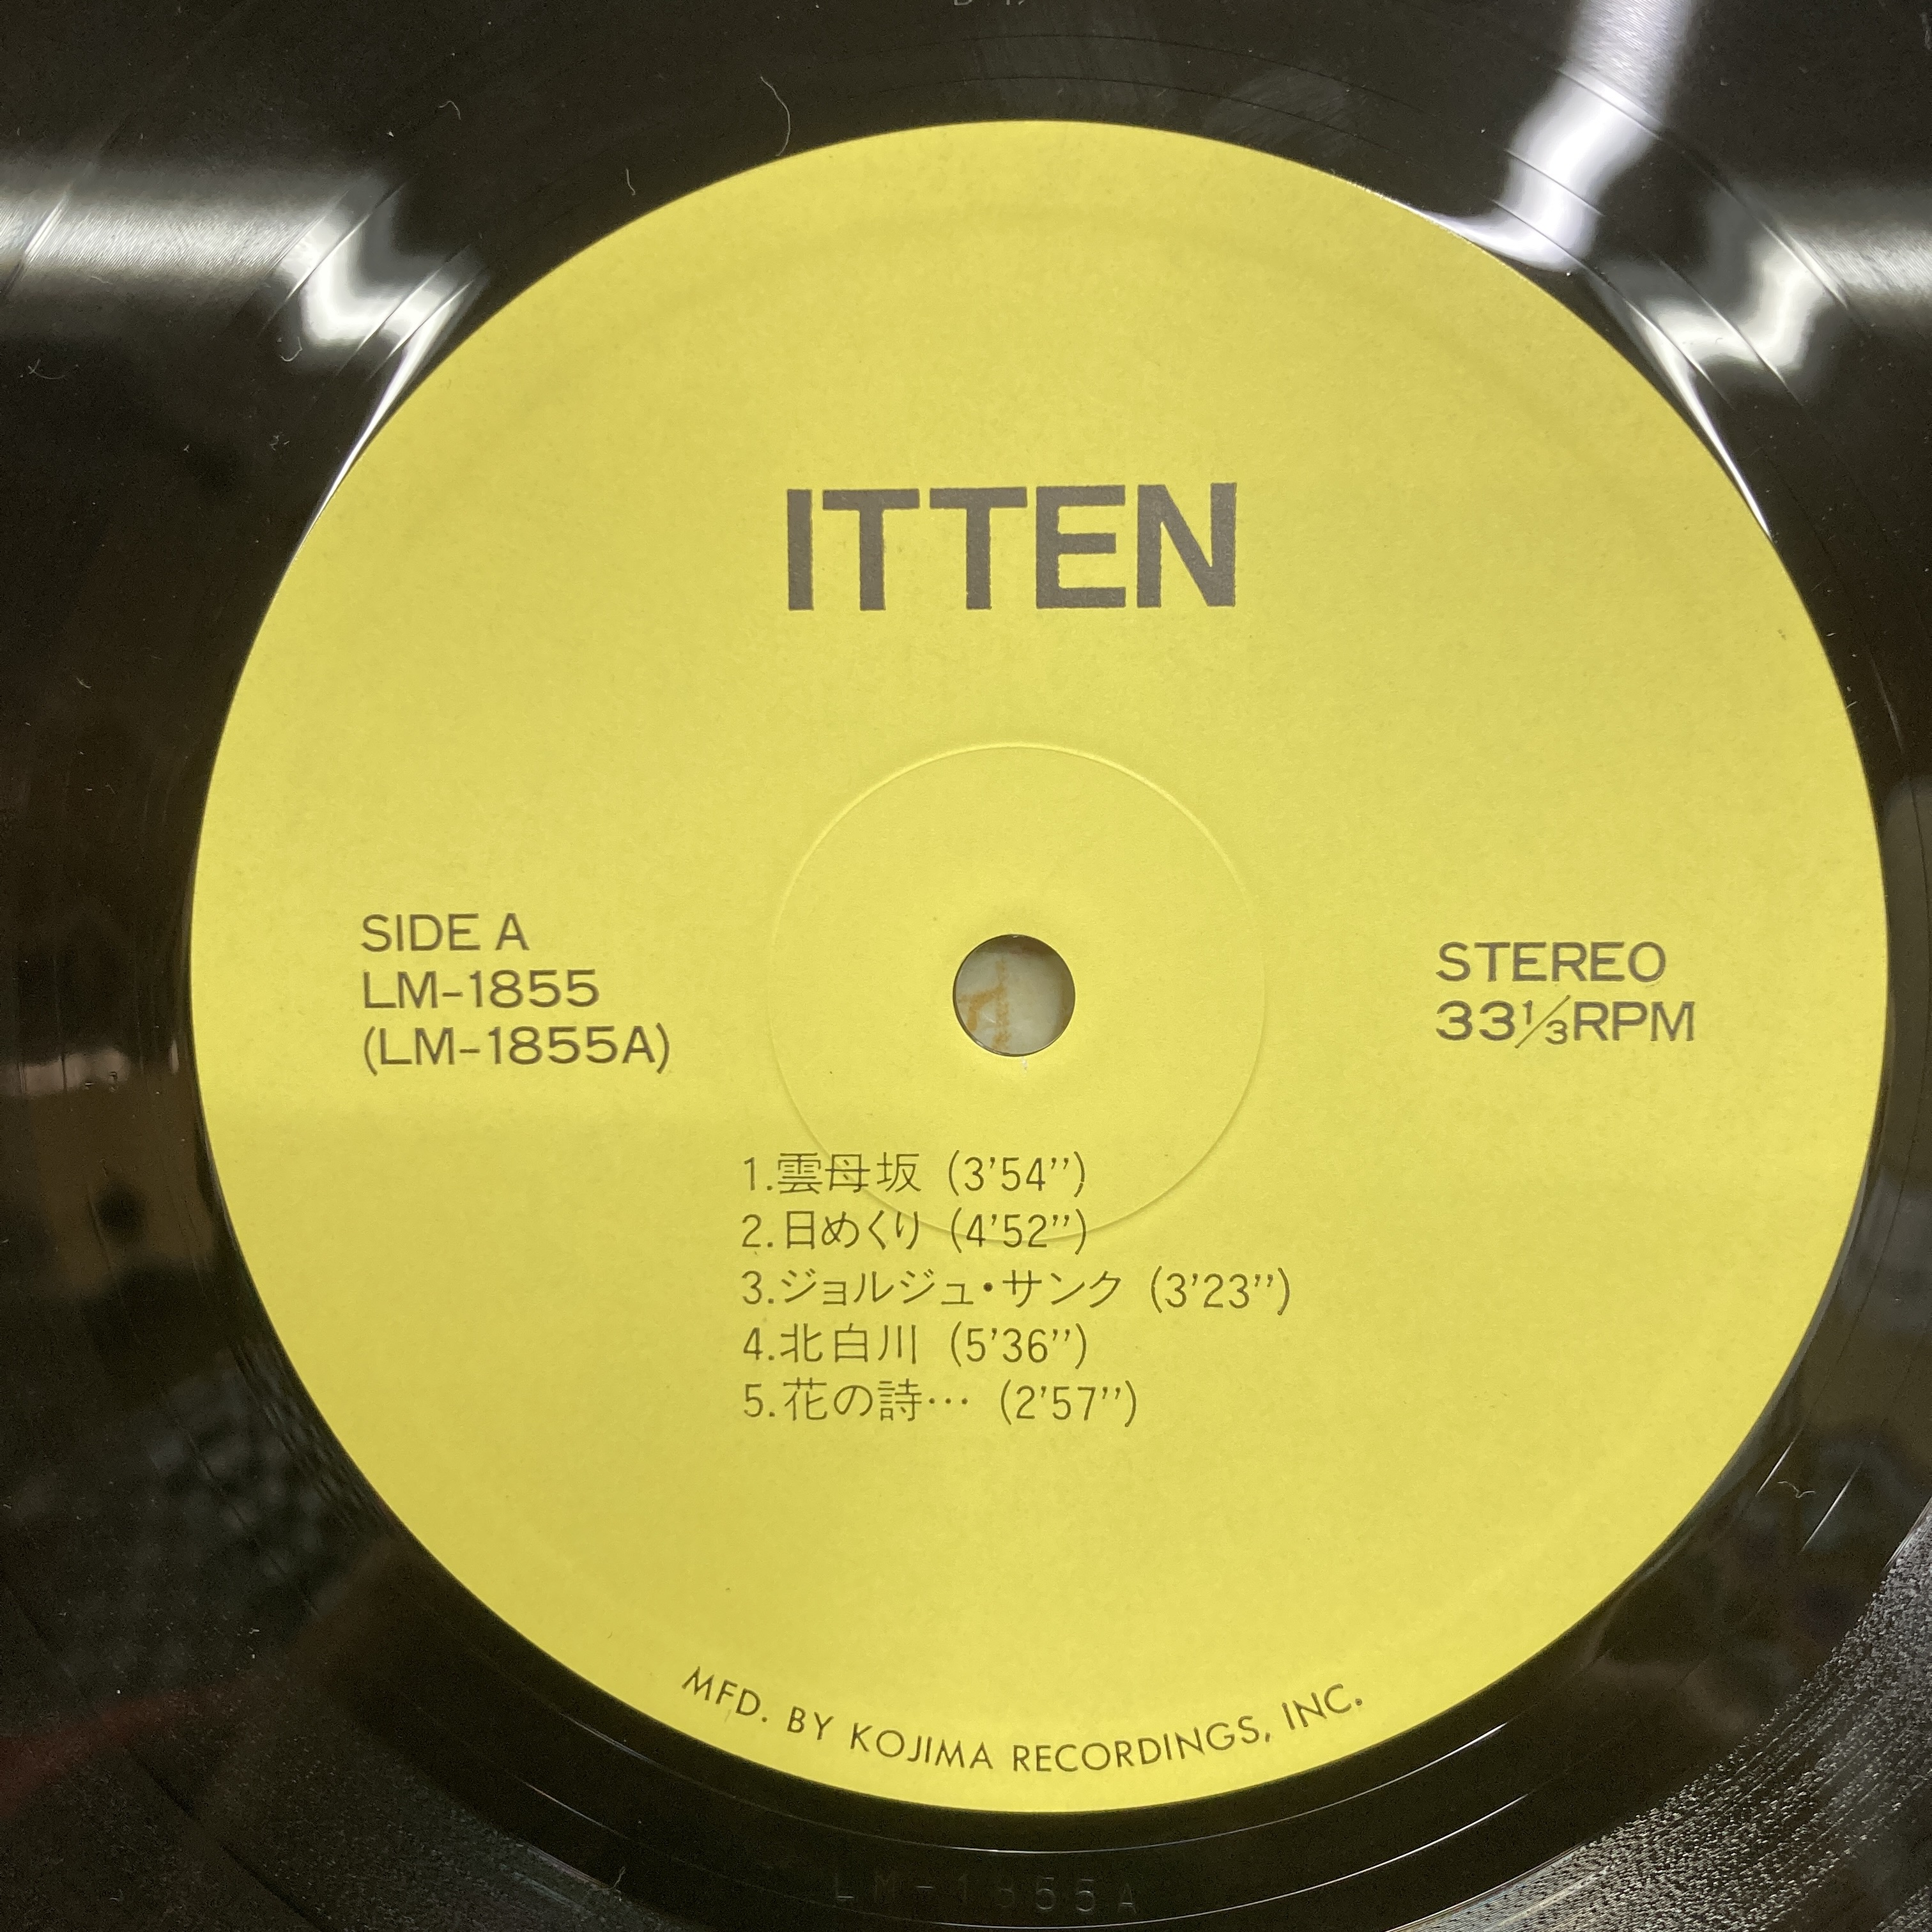 ITTEN
SIDE A
LM-1855
(LM-1855A)
STEREO
33⅓RPM
1.雲母坂 (3'54'')
2.日めくり (4'52'')
3.ジョルジュ・サンク (3'23'')
4.北白川 (5'36'')
5.花の詩… (2'57'')
MFD. BY KOJIMA RECORDINGS, INC.
LM-1855A